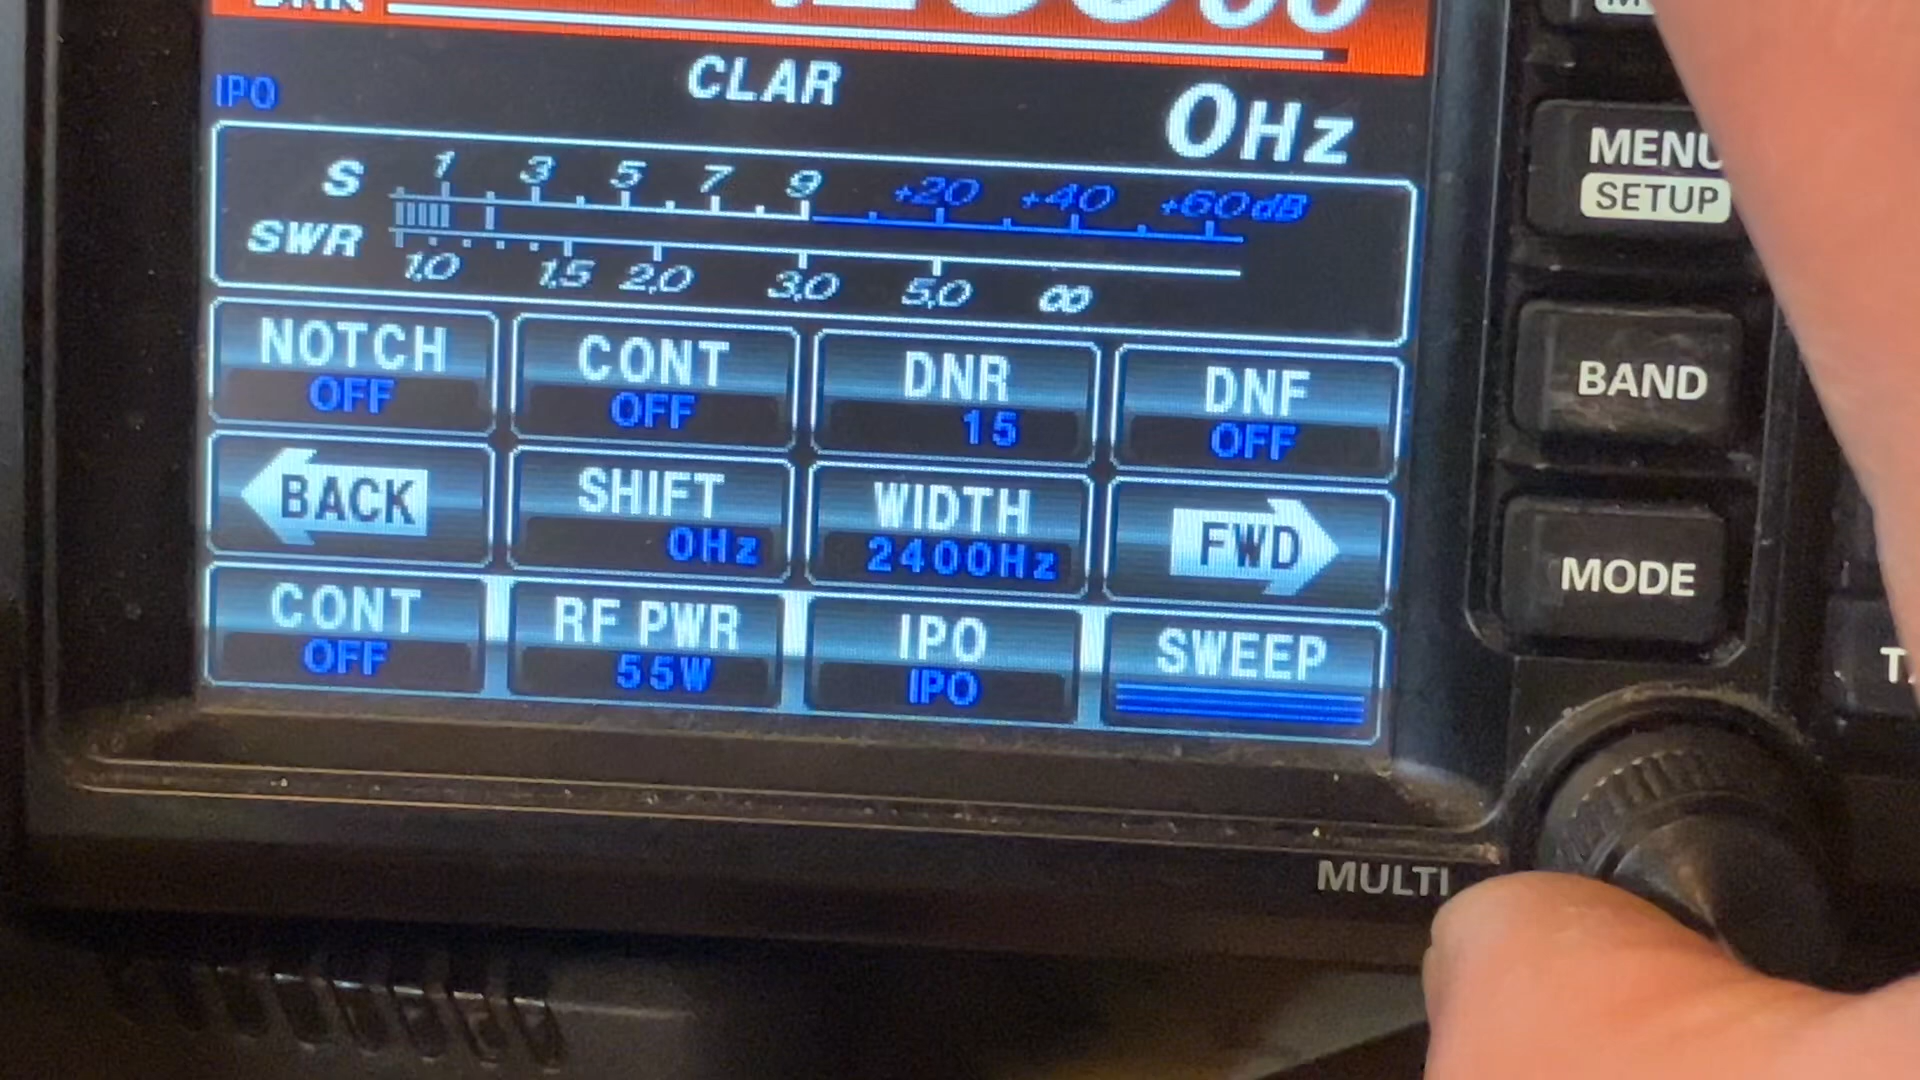 DNR
IPO
CLAR
0Hz
S 1 3 5 7 9 +20 +40 +60dB
SWR
1.0 1.5 2.0 3.0 5.0 ∞
NOTCH
OFF
CONT
OFF
DNR
15
DNF
OFF
BACK
SHIFT
0Hz
WIDTH
2400Hz
FWD
CONT
OFF
RF PWR
55W
IPO
IPO
SWEEP
MENU
SETUP
BAND
MODE
MULTI